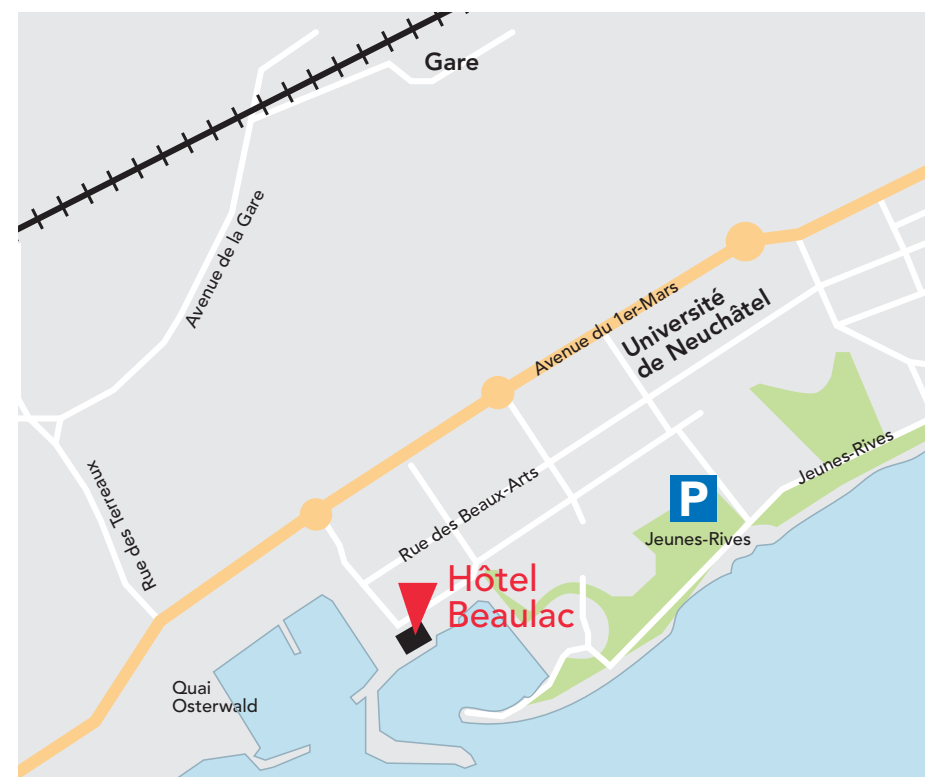 Gare
Avenue de la Gare
Avenue du 1er-Mars
Université
de Neuchâtel
Rue des Terreaux
Rue des Beaux-Arts
Jeunes-Rives
P
Jeunes-Rives
Hôtel
Beaulac
Quai
Osterwald